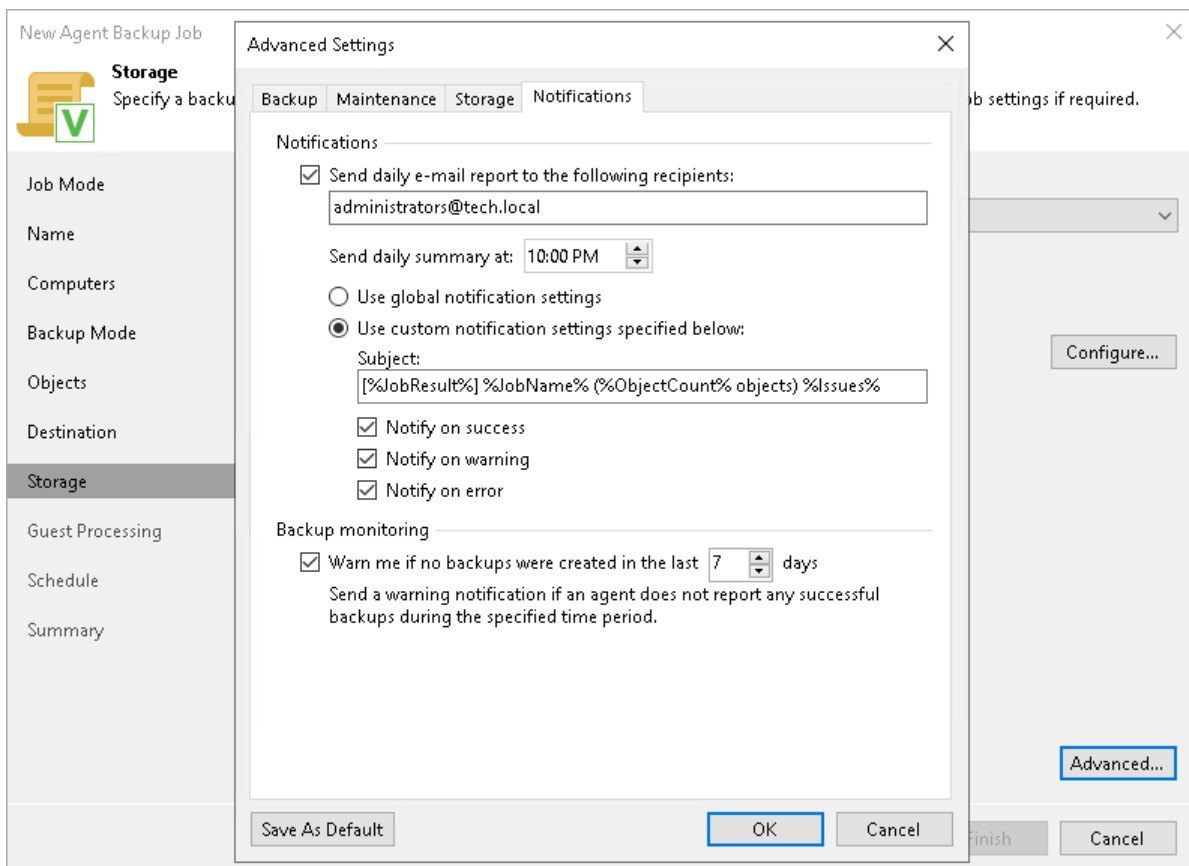 New Agent Backup Job
Storage
Specify a backu
ob settings if required.
Job Mode
Name
Computers
Backup Mode
Objects
Destination
Storage
Guest Processing
Schedule
Summary
Configure...
Advanced...
Finish
Cancel
Advanced Settings
Backup
Maintenance
Storage
Notifications
Notifications
Send daily e-mail report to the following recipients:
administrators@tech.local
Send daily summary at: 10:00 PM
Use global notification settings
Use custom notification settings specified below:
Subject:
[%JobResult%] %JobName% (%ObjectCount% objects) %Issues%
Notify on success
Notify on warning
Notify on error
Backup monitoring
Warn me if no backups were created in the last 7 days
Send a warning notification if an agent does not report any successful
backups during the specified time period.
Save As Default
OK
Cancel